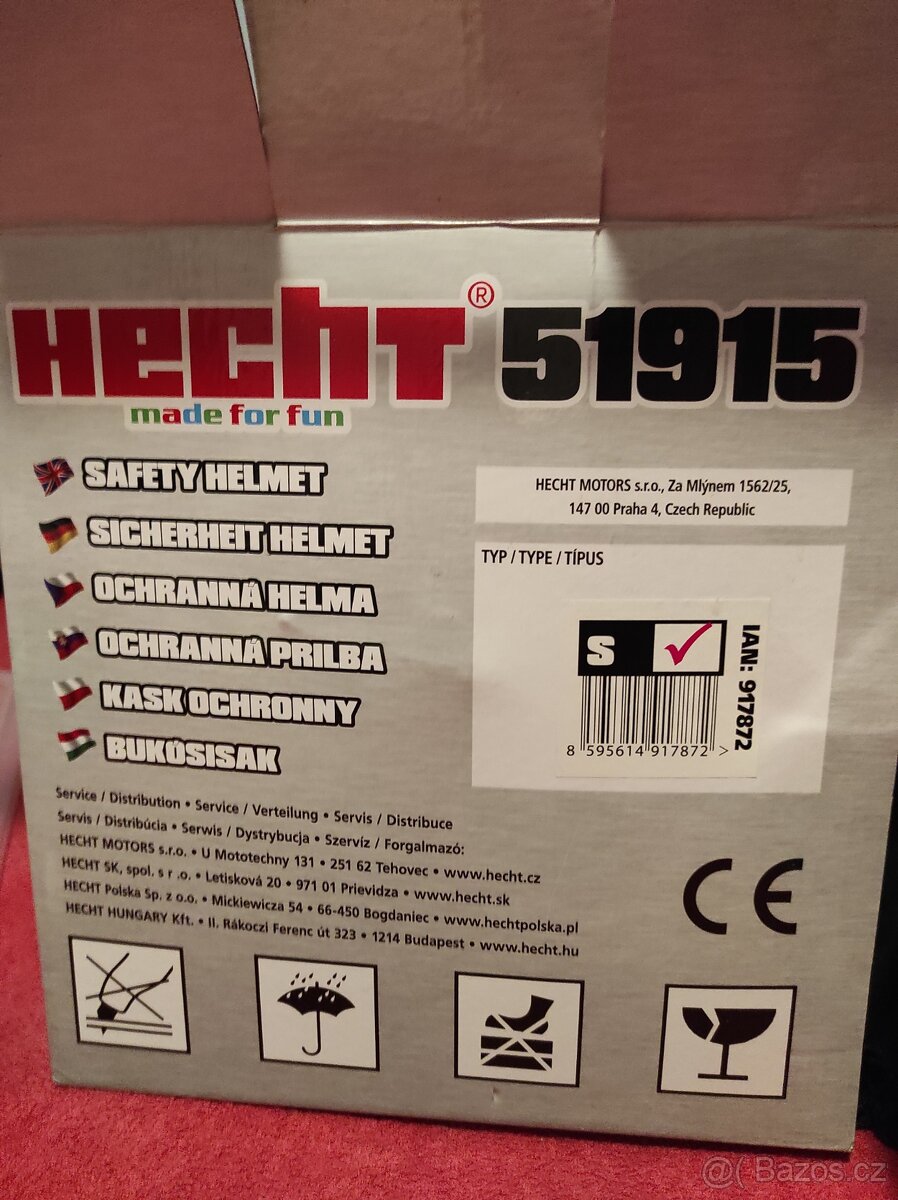 HECHT® 51915
made for fun
SAFETY HELMET
SICHERHEIT HELMET
OCHRANNÁ HELMA
OCHRANNÁ PRILBA
KASK OCHRONNY
BUKÓSISAK
HECHT MOTORS s.r.o., Za Mlýnem 1562/25,
147 00 Praha 4, Czech Republic
TYP / TYPE / TÍPUS
S
IAN: 917872
8 595614 917872 >
Service / Distribution • Service / Verteilung • Servis / Distribuce
Servis / Distribúcia • Serwis / Dystrybucja • Szervíz / Forgalmazó:
HECHT MOTORS s.r.o. • U Mototechny 131 • 251 62 Tehovec • www.hecht.cz
HECHT SK, spol. s r .o. • Letisková 20 • 971 01 Prievidza • www.hecht.sk
HECHT Polska Sp. z o.o. • Mickiewicza 54 • 66-450 Bogdaniec • www.hechtpolska.pl
HECHT HUNGARY Kft. • II. Rákoczi Ferenc út 323 • 1214 Budapest • www.hecht.hu
CE
@( Bazos.cz